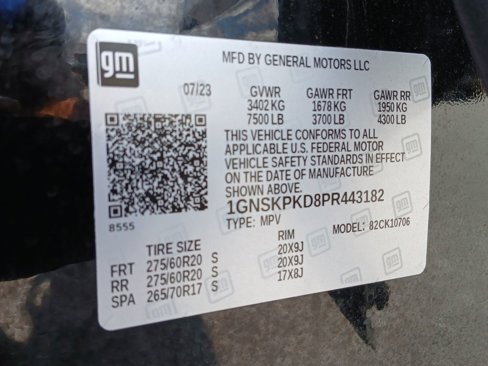 gm
MFD BY GENERAL MOTORS LLC
07/23 GVWR GAWR FRT GAWR RR
3402 KG 1678 KG 1950 KG
7500 LB 3700 LB 4300 LB
THIS VEHICLE CONFORMS TO ALL
APPLICABLE U.S. FEDERAL MOTOR
VEHICLE SAFETY STANDARDS IN EFFECT
ON THE DATE OF MANUFACTURE
SHOWN ABOVE.
1GNSKPKD8PR443182
8555 TYPE: MPV MODEL: 82CK10706
TIRE SIZE RIM
FRT 275/60R20 S 20X9J
RR 275/60R20 S 20X9J
SPA 265/70R17 S 17X8J